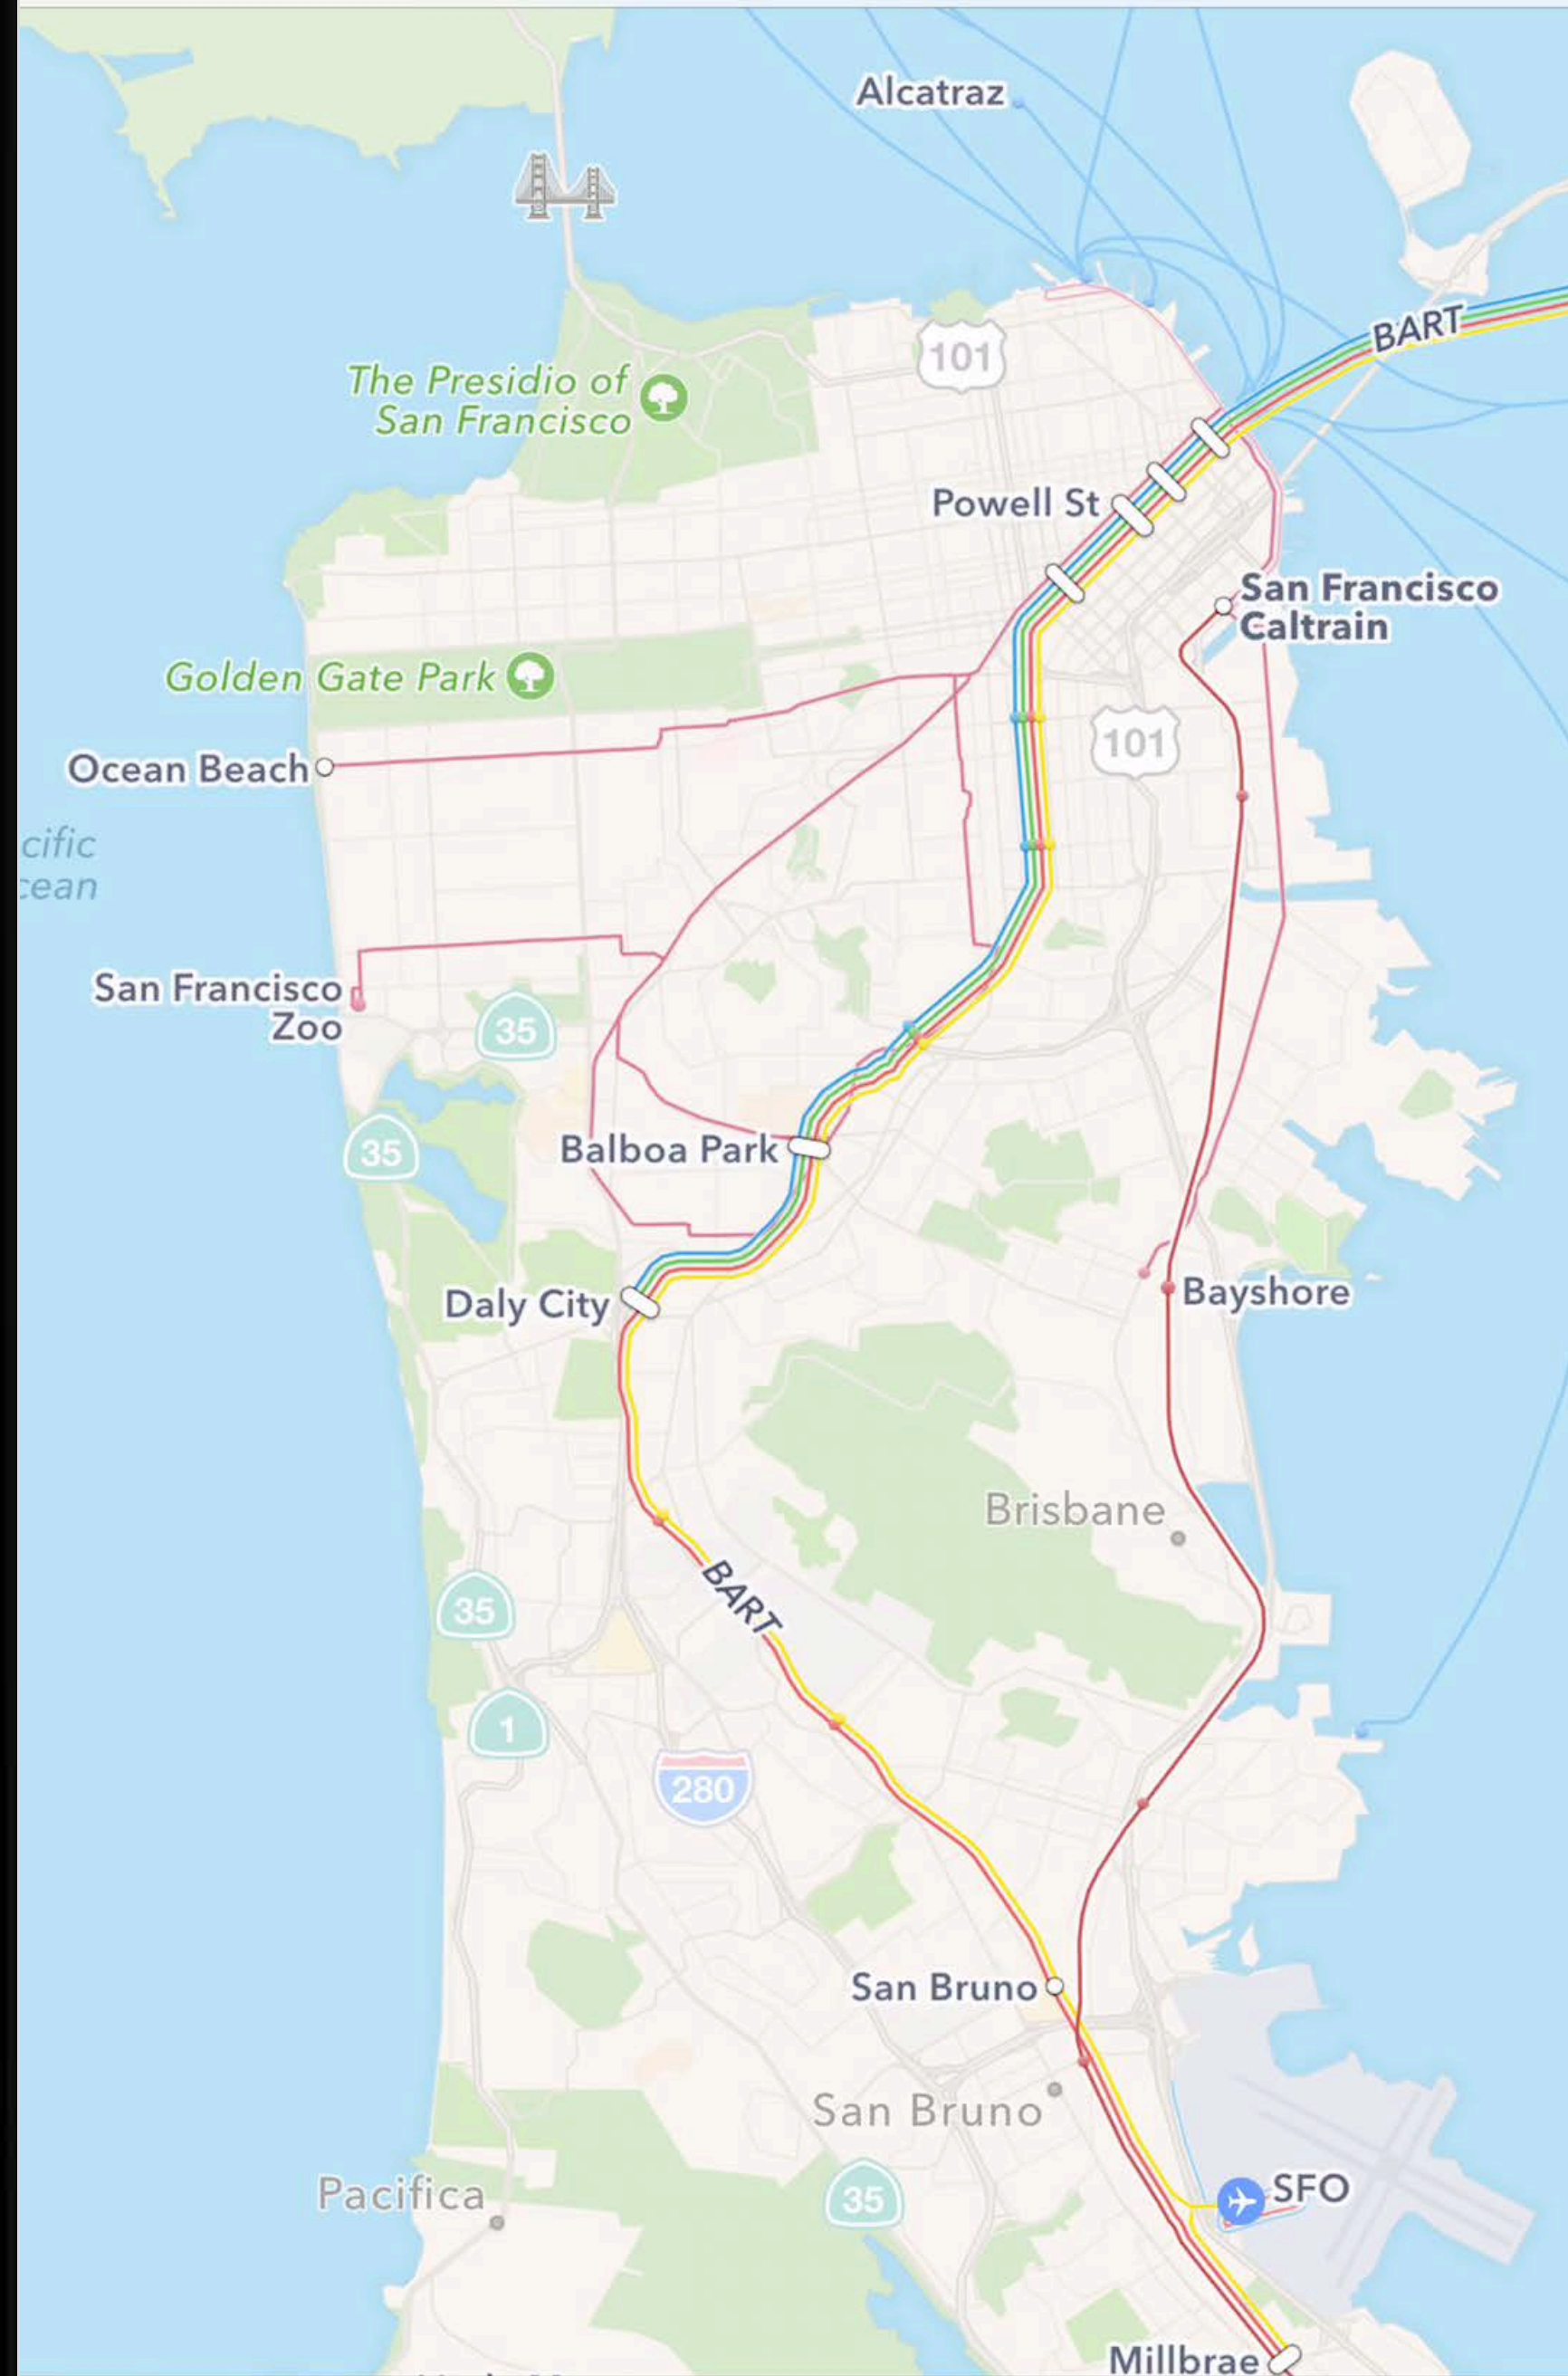 Alcatraz
BART
101
The Presidio of
San Francisco
Powell St
San Francisco
Caltrain
Golden Gate Park
101
Ocean Beach
cific
cean
San Francisco
Zoo
35
35
Balboa Park
Daly City
Bayshore
Brisbane
BART
35
1
280
San Bruno
San Bruno
Pacifica
35
SFO
Millbrae